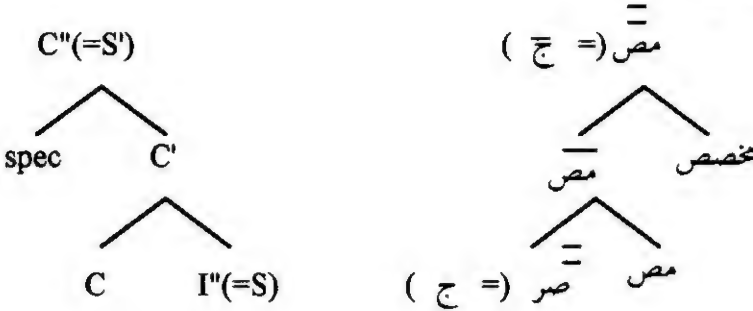 C"(=S')
spec C'
C I"(=S)
مص̿ (= ج̄ )
مخصص مص̄
مص صر̿ (= ج )